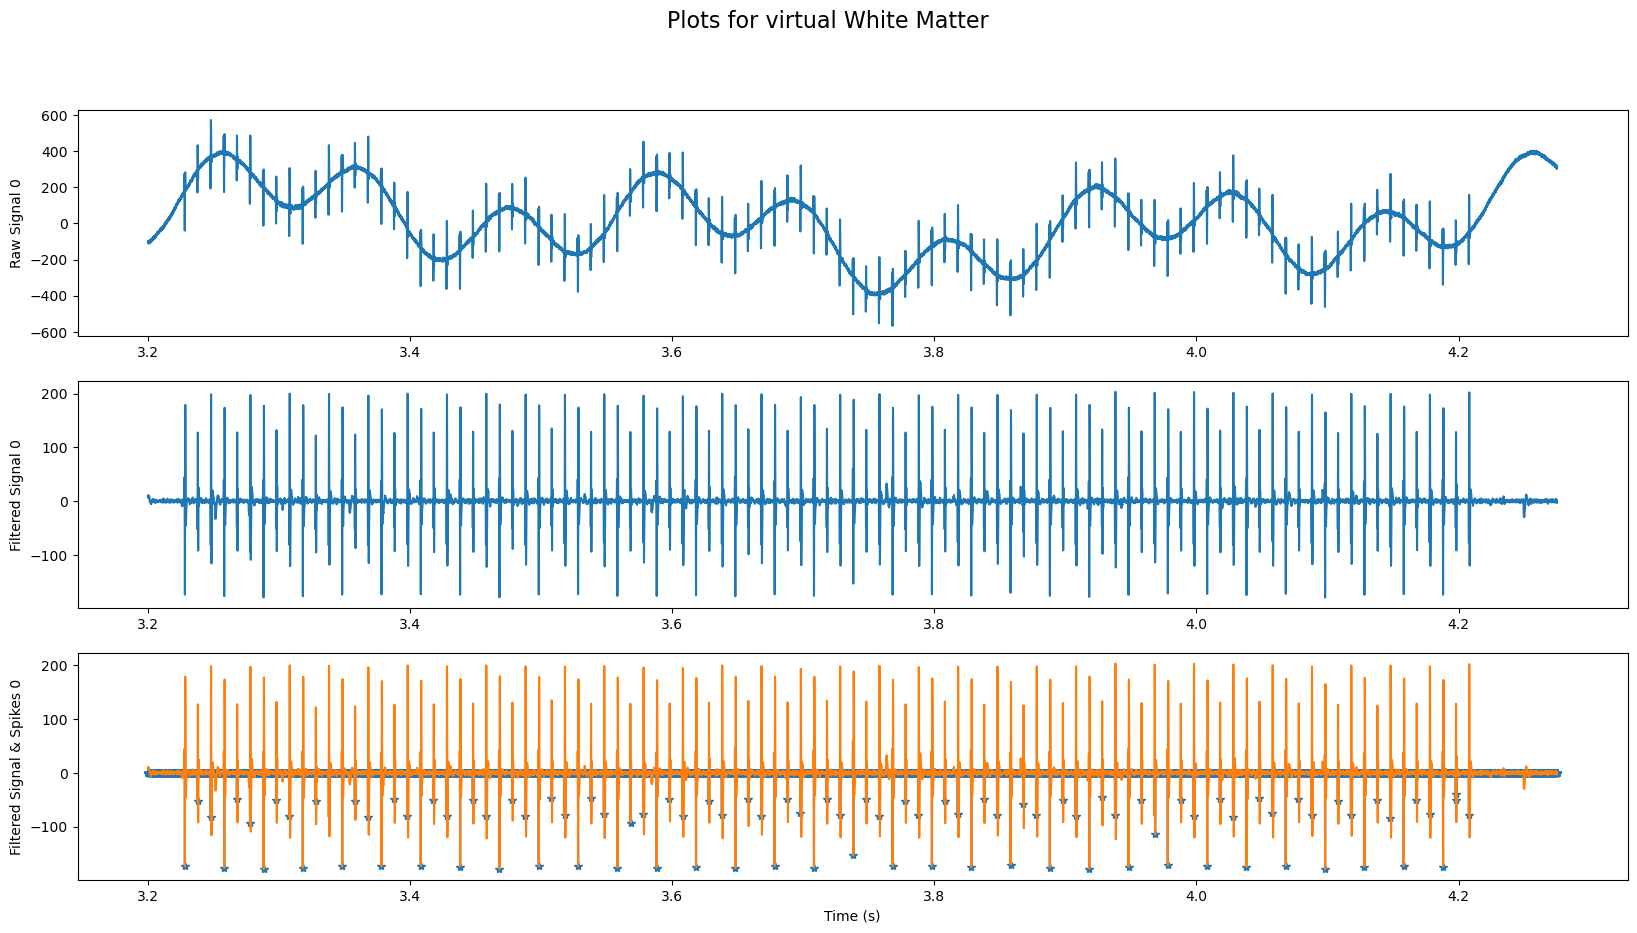 Plots for virtual White Matter
Raw Signal 0
600
400
200
0
−200
−400
−600
3.2 3.4 3.6 3.8 4.0 4.2
Filtered Signal 0
200
100
0
−100
3.2 3.4 3.6 3.8 4.0 4.2
Filtered Signal & Spikes 0
200
100
0
−100
3.2 3.4 3.6 3.8 4.0 4.2
Time (s)